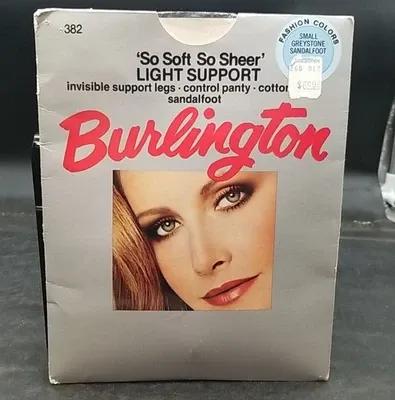 382
'So Soft So Sheer'
LIGHT SUPPORT
invisible support legs · control panty · cotton
sandalfoot
Burlington
FASHION COLORS
SMALL
GREYSTONE
SANDALFOOT